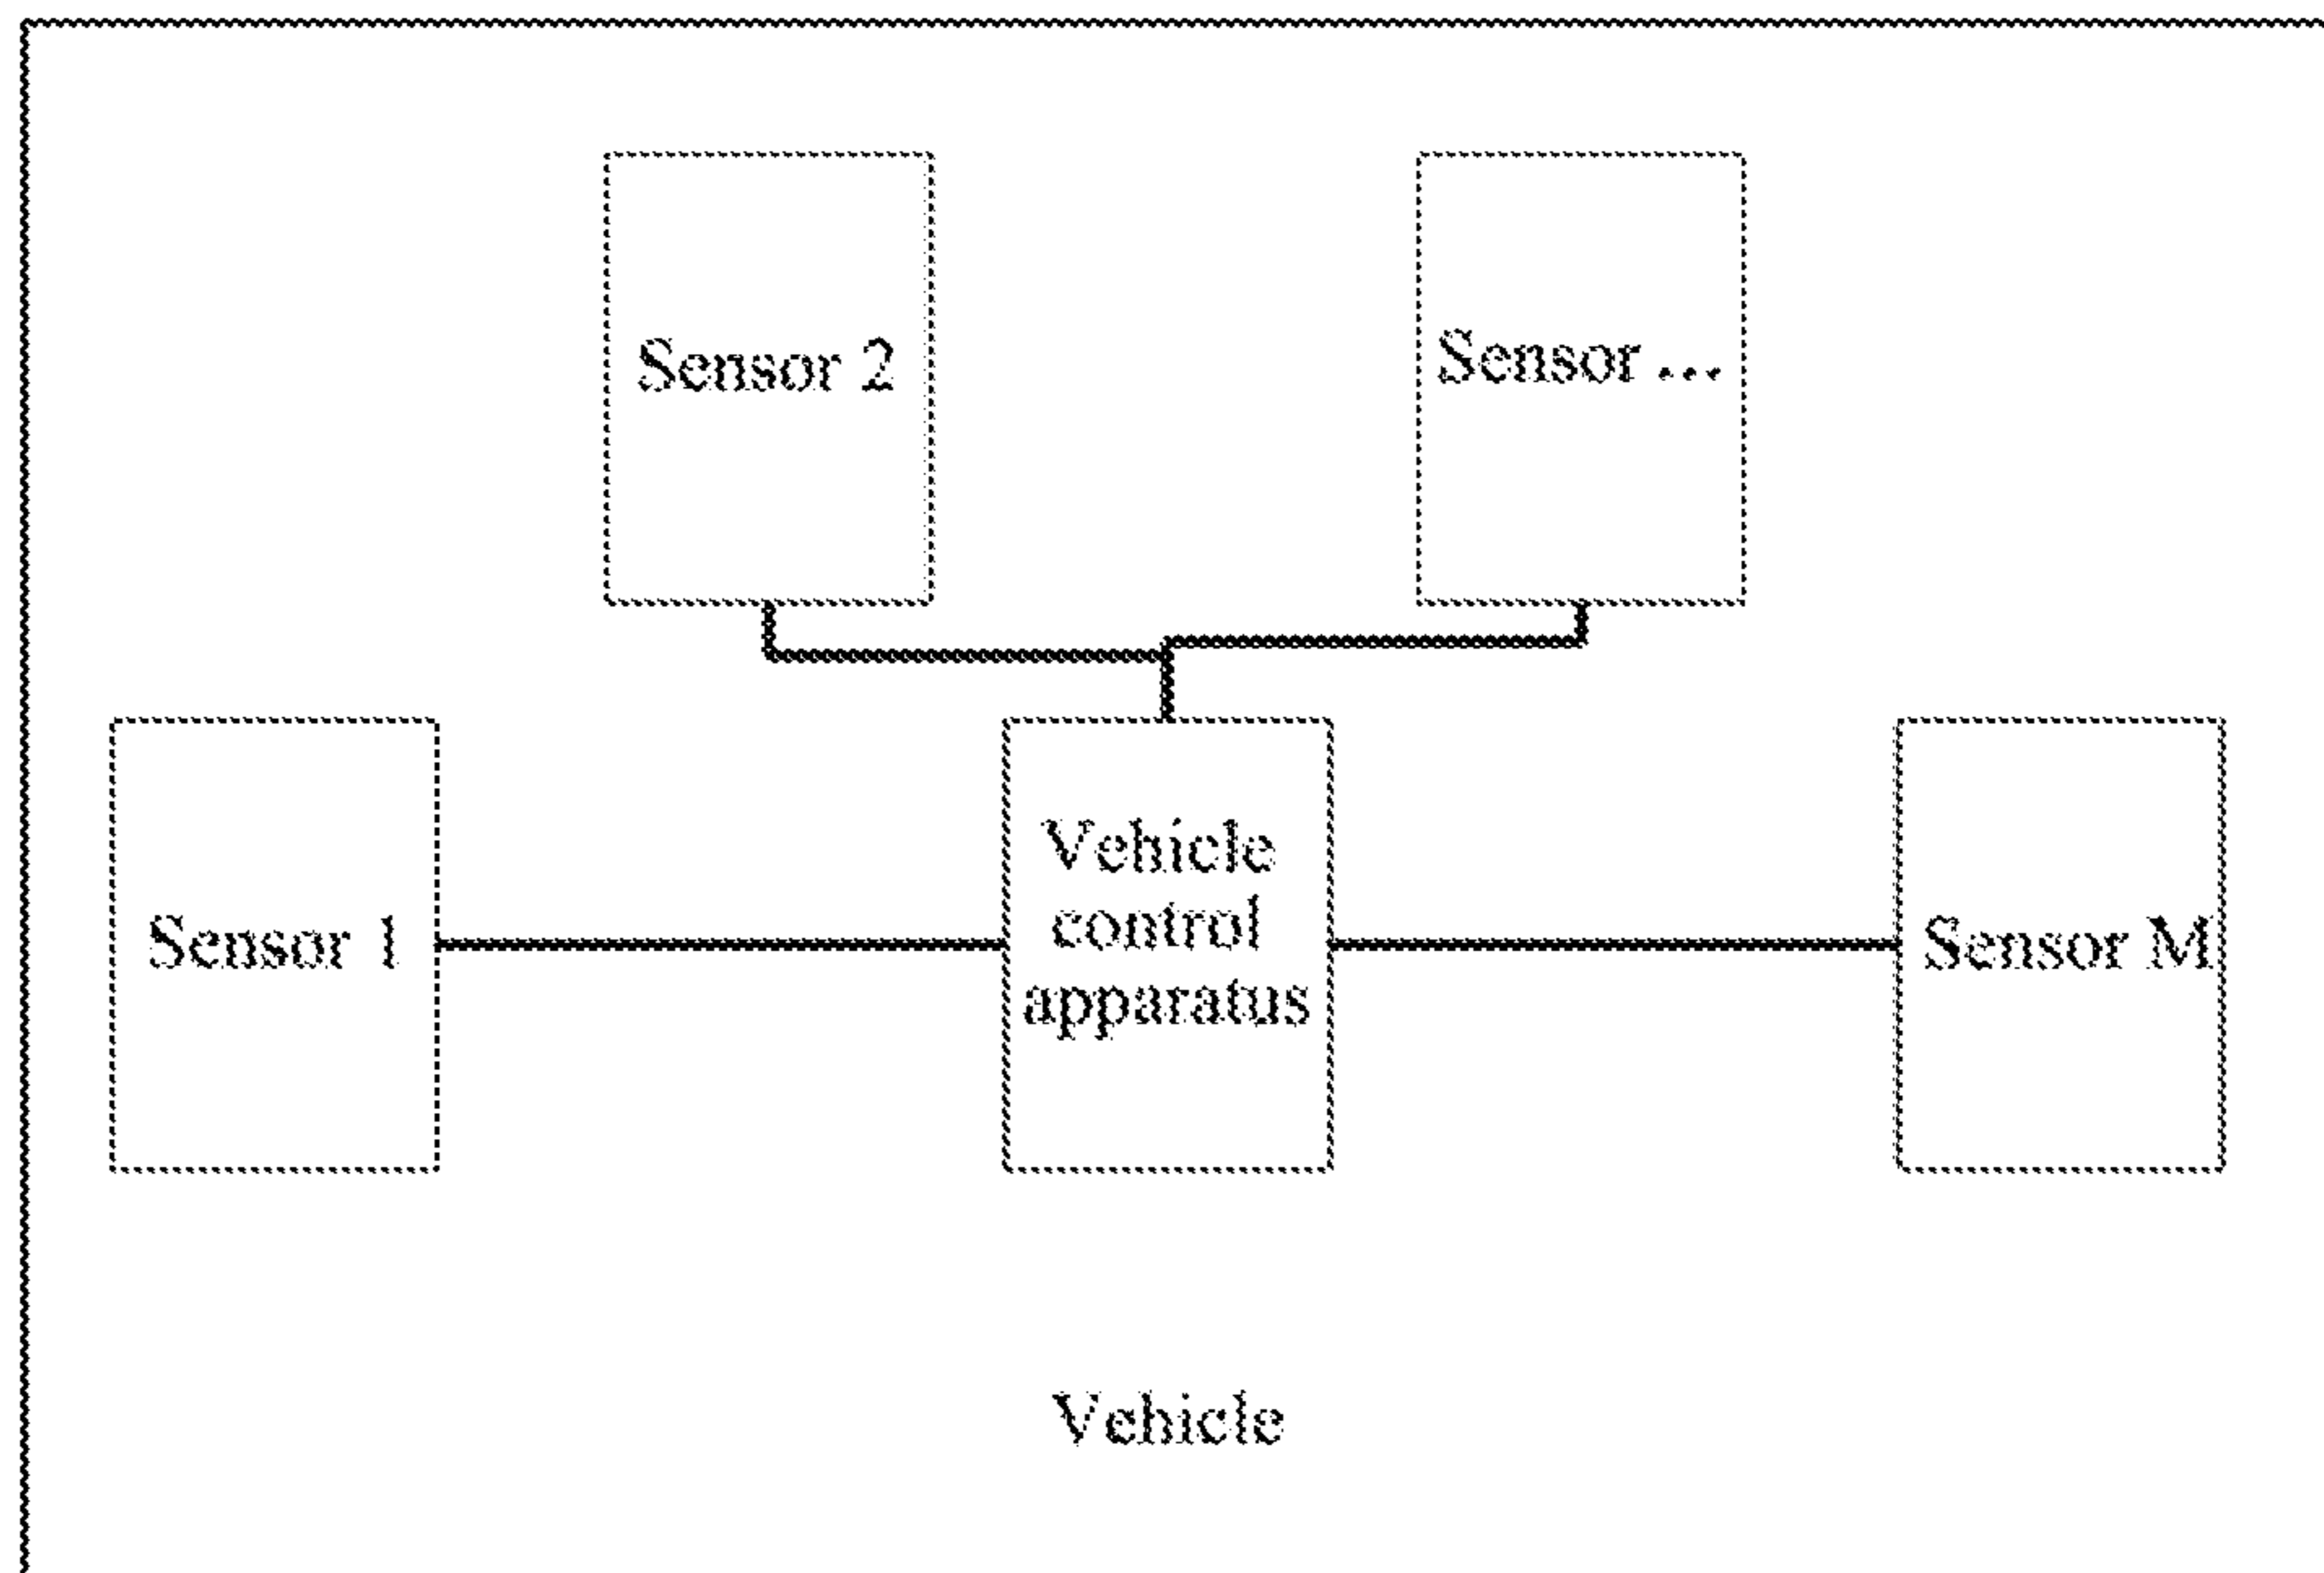 Sensor 2
Sensor ...
Sensor 1
Vehicle
control
apparatus
Sensor M
Vehicle